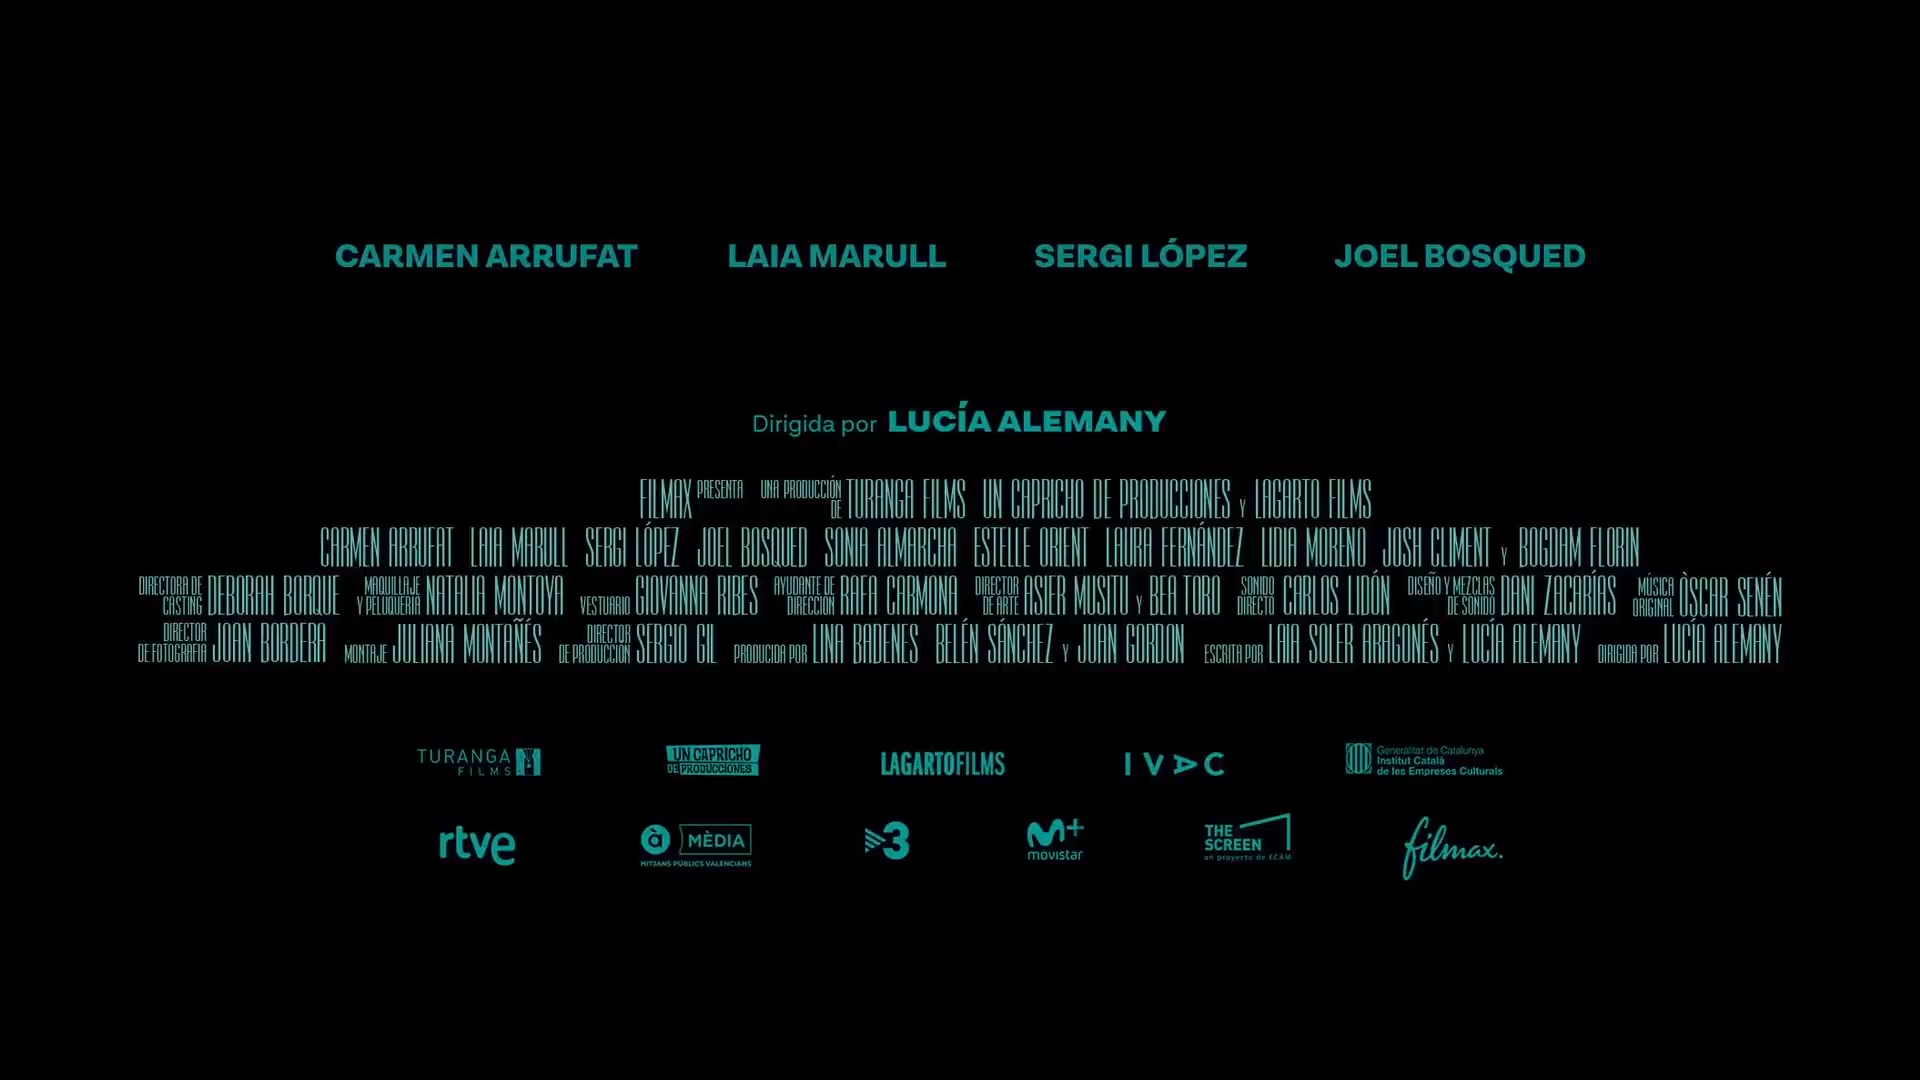 CARMEN ARRUFAT LAIA MARULL SERGI LÓPEZ JOEL BOSQUED
Dirigida por LUCÍA ALEMANY
FILMAX PRESENTA UNA PRODUCCIÓN DE TURANGA FILMS UN CAPRICHO DE PRODUCCIONES Y LAGARTO FILMS
CARMEN ARRUFAT LAIA MARULL SERGI LÓPEZ JOEL BOSQUED SONIA ALMARCHA ESTELLE ORIENT LAURA FERNÁNDEZ LIDIA MORENO JOSH CLIMENT Y BOGDAM FLORIN
DIRECTORA DE CASTING DEBORAH BORQUE MAQUILLAJE Y PELUQUERIA NATALIA MONTOYA VESTUARIO GIOVANNA RIBES AYUDANTE DE DIRECCION RAFA CARMONA DIRECTOR DE ARTE ASIER MUSITU Y BEA TORO SONIDO DIRECTO CARLOS LIDÓN DISEÑO Y MEZCLAS DE SONIDO DANI ZACARÍAS MÚSICA ORIGINAL ÒSCAR SENÉN
DIRECTOR DE FOTOGRAFIA JOAN BORDERA MONTAJE JULIANA MONTAÑÉS DIRECTOR DE PRODUCCION SERGIO GIL PRODUCIDA POR LINA BADENES BELÉN SÁNCHEZ Y JUAN GORDON ESCRITA POR LAIA SOLER ARAGONÉS Y LUCÍA ALEMANY DIRIGIDA POR LUCÍA ALEMANY
TURANGA FILMS
UN CAPRICHO DE PRODUCCIONES
LAGARTOFILMS
IVAC
Generalitat de Catalunya
Institut Català
de les Empreses Culturals
rtve
à MÈDIA
MITJANS PÚBLICS VALENCIANS
3
M+
movistar
THE SCREEN
un proyecto de ECAM
filmax.